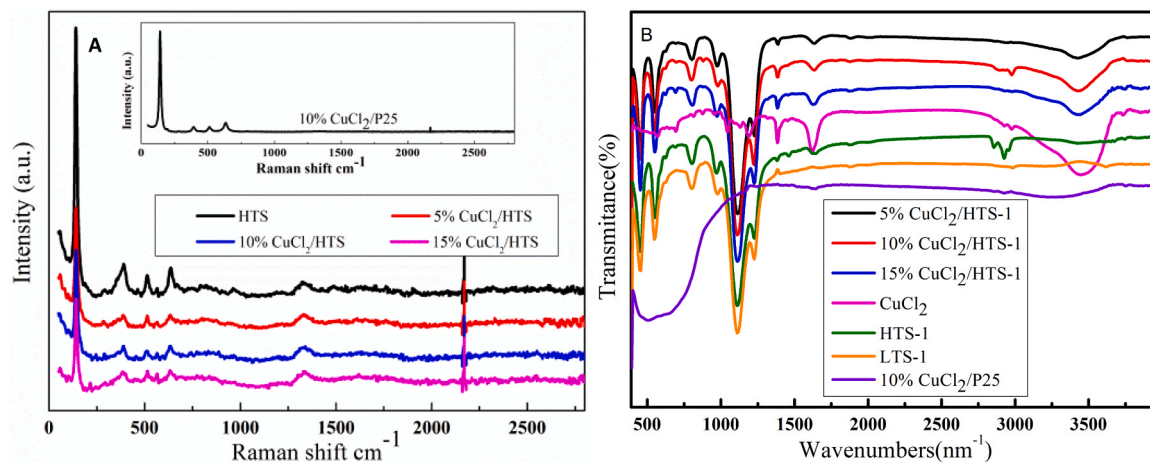 A
Intensity (a.u.)
10% CuCl2/P25
0 500 1000 1500 2000 2500
Raman shift cm-1
HTS
5% CuCl2/HTS
10% CuCl2/HTS
15% CuCl2/HTS
Intensity (a.u.)
0 250 500 1000 1500 2000 2500
Raman shift cm-1
B
Transmitance(%)
5% CuCl2/HTS-1
10% CuCl2/HTS-1
15% CuCl2/HTS-1
CuCl2
HTS-1
LTS-1
10% CuCl2/P25
500 1000 1500 2000 2500 3000 3500
Wavenumbers(nm-1)